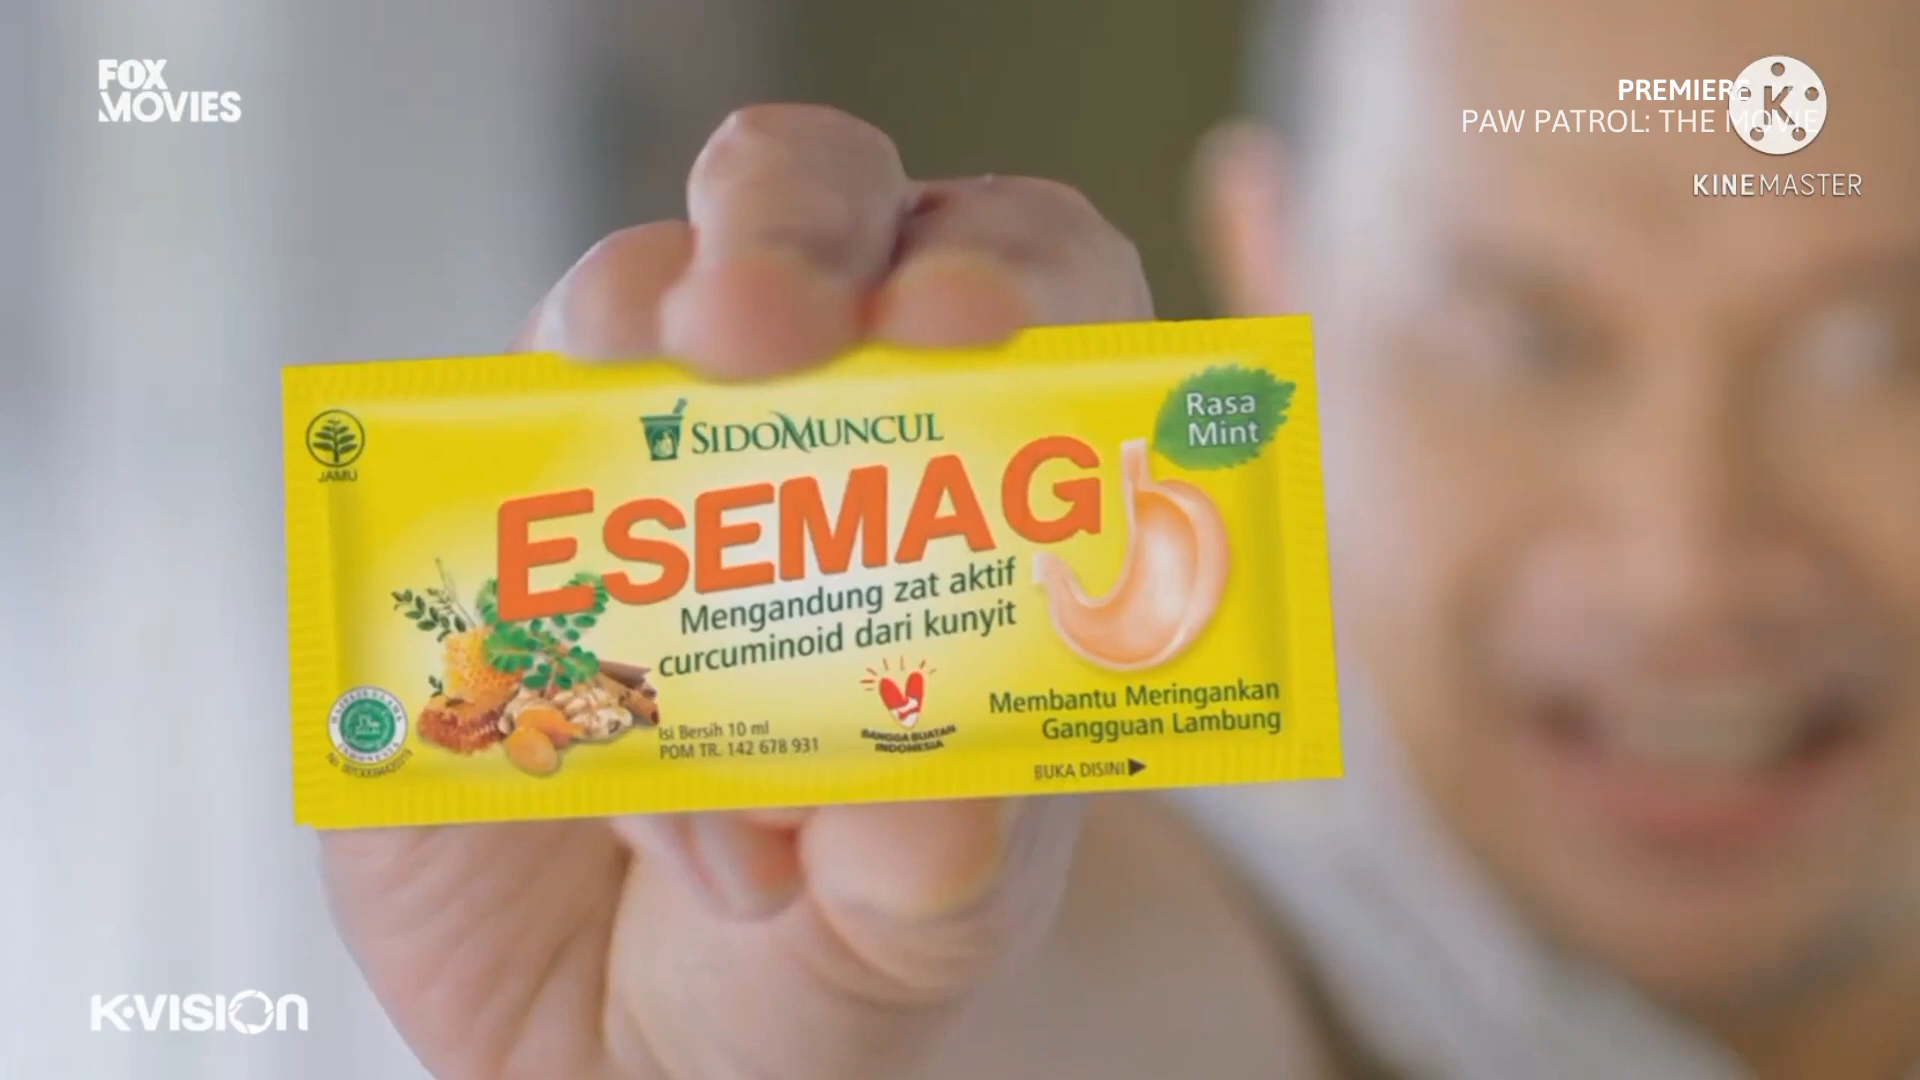 FOX
MOVIES
PREMIERE
PAW PATROL: THE MOVIE
K
KINEMASTER
JAMU
SIDOMUNCUL
Rasa
Mint
ESEMAG
Mengandung zat aktif
curcuminoid dari kunyit
Membantu Meringankan
Gangguan Lambung
Isi Bersih 10 ml
POM TR. 142 678 931
BANGGA BUATAN
INDONESIA
BUKA DISINI
INDONESIA
K-VISION